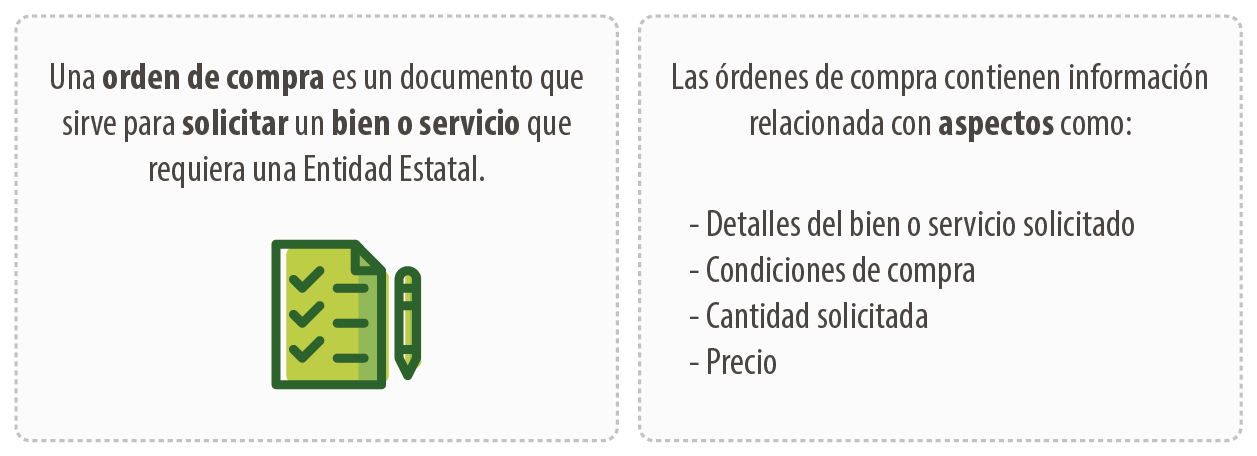 Una orden de compra es un documento que
sirve para solicitar un bien o servicio que
requiera una Entidad Estatal.
Las órdenes de compra contienen información
relacionada con aspectos como:
- Detalles del bien o servicio solicitado
- Condiciones de compra
- Cantidad solicitada
- Precio